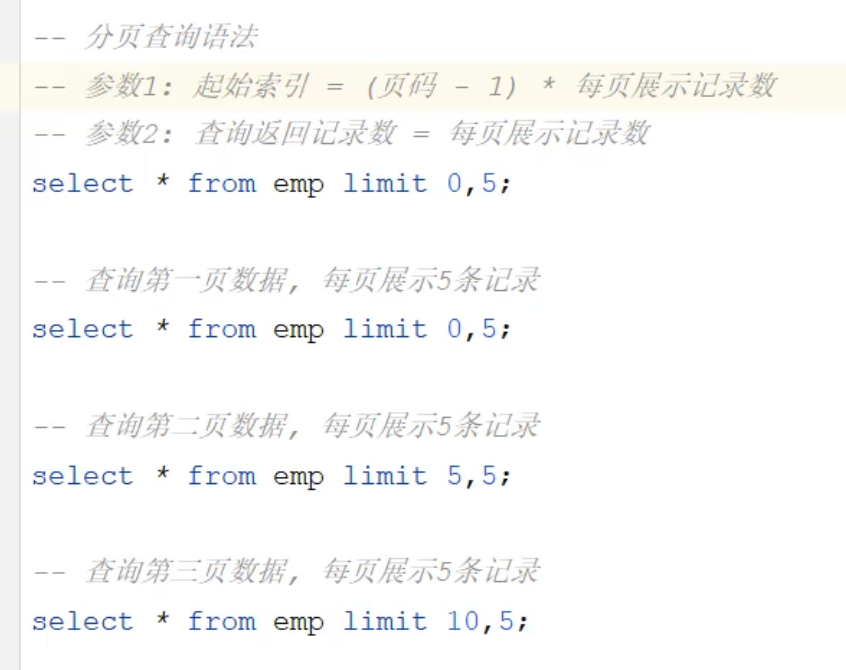 -- 分页查询语法
-- 参数1: 起始索引 = (页码 - 1) * 每页展示记录数
-- 参数2: 查询返回记录数 = 每页展示记录数
select * from emp limit 0,5;
-- 查询第一页数据, 每页展示5条记录
select * from emp limit 0,5;
-- 查询第二页数据, 每页展示5条记录
select * from emp limit 5,5;
-- 查询第三页数据, 每页展示5条记录
select * from emp limit 10,5;